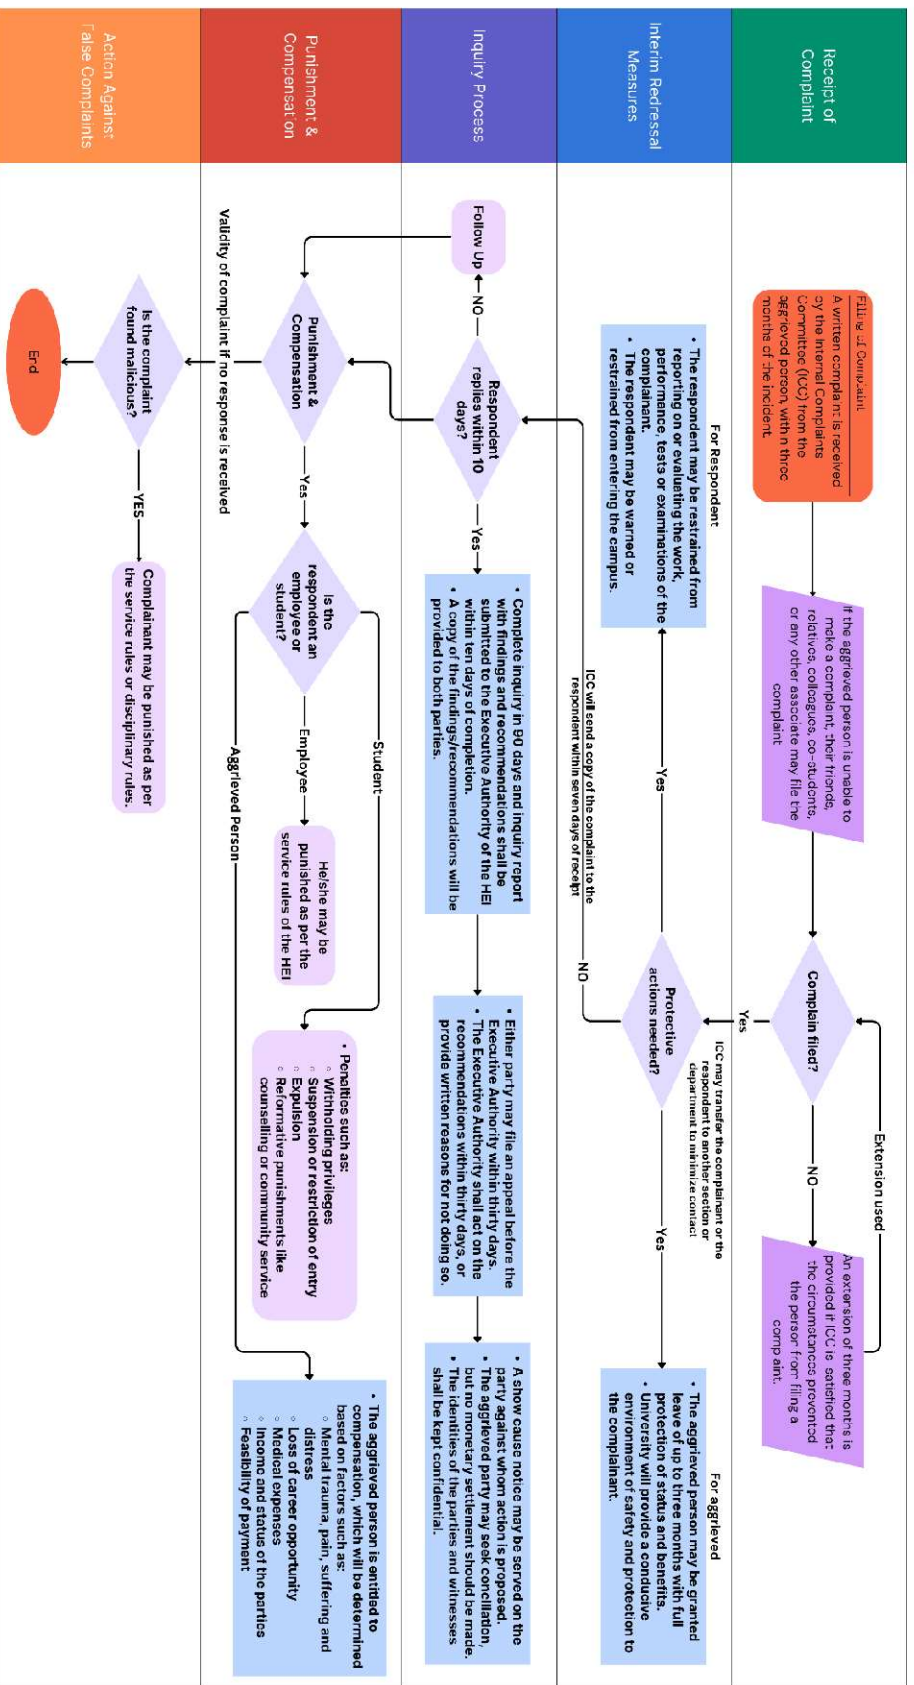 Receipt of
Complaint
Filing of Complaint
A written complaint is received
by the Internal Complaints
Committee (ICC) from the
aggrieved person, within three
months of the incident.
If the aggrieved person is unable to
make a complaint, their friends,
relatives, colleagues, co-students,
or any other associate may file the
complaint
Complain filed?
NO
An extension of three months is
provided if ICC is satisfied that
the circumstances prevented
the person from filing a
complaint.
Extension used
Yes
ICC may transfer the complainant or the
respondent to another section or
department to minimize contact
Interim Redressal
Measures
For Respondent
• The respondent may be restrained from
reporting on or evaluating the work,
performance, tests or examinations of the
complainant.
• The respondent may be warned or
restrained from entering the campus.
Yes
Protective
actions needed?
Yes
For aggrieved
• The aggrieved person may be granted
leave of up to three months with full
protection of status and benefits.
• University will provide a conducive
environment of safety and protection to
the complainant.
NO
ICC will send a copy of the complaint to the
respondent within seven days of receipt
Inquiry Process
Follow Up
NO
Respondent
replies within 10
days?
Yes
• Complete inquiry in 90 days and inquiry report
with findings and recommendations shall be
submitted to the Executive Authority of the HEI
within ten days of completion.
• A copy of the findings/recommendations will be
provided to both parties.
• Either party may file an appeal before the
Executive Authority within thirty days.
• The Executive Authority shall act on the
recommendations within thirty days, or
provide written reasons for not doing so.
• A show cause notice may be served on the
party against whom action is proposed.
• The aggrieved party may seek conciliation,
but no monetary settlement should be made.
• The identities of the parties and witnesses
shall be kept confidential.
Punishment &
Compensation
Punishment &
Compensation
Yes
Is the
respondent an
employee or
student?
Employee
He/she may be
punished as per the
service rules of the HEI
Student
• Penalties such as:
○ Withholding privileges
○ Suspension or restriction of entry
○ Expulsion
○ Reformative punishments like
counselling or community service
Aggrieved Person
• The aggrieved person is entitled to
compensation, which will be determined
based on factors such as:
○ Mental trauma, pain, suffering and
distress
○ Loss of career opportunity
○ Medical expenses
○ Income and status of the parties
○ Feasibility of payment
Validity of complaint if no response is received
Action Against
False Complaints
Is the complaint
found malicious?
YES
Complainant may be punished as per
the service rules or disciplinary rules.
End